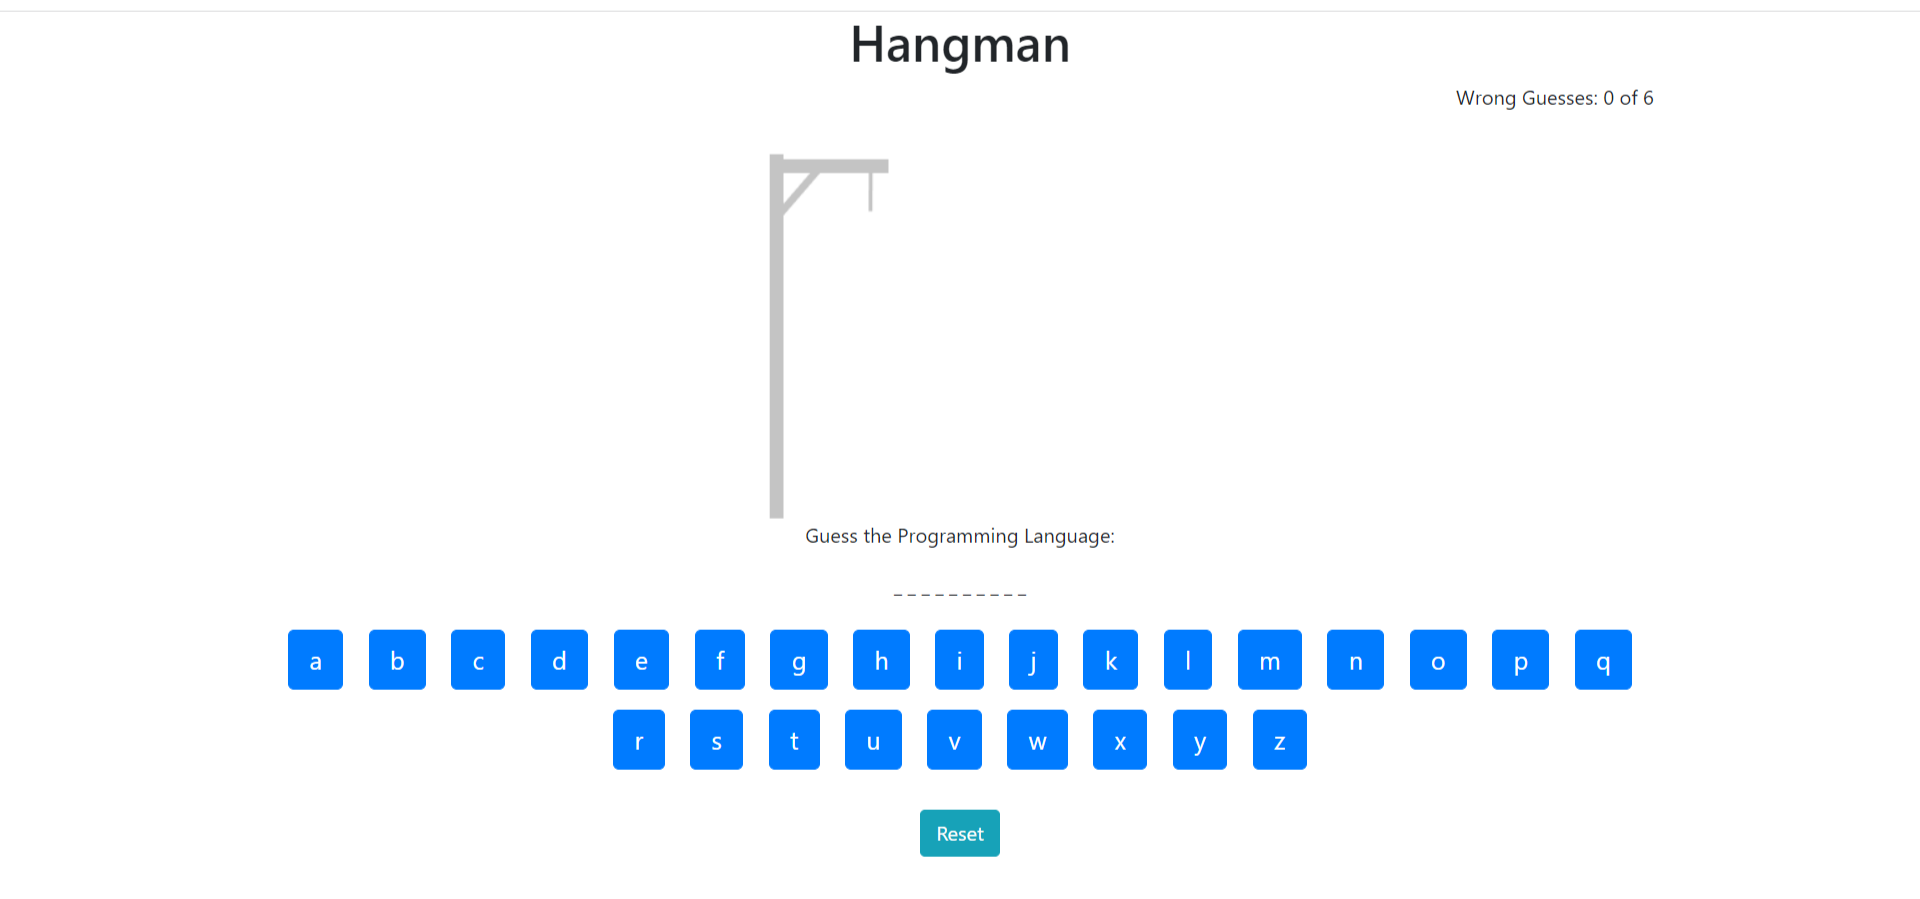 Hangman
Wrong Guesses: 0 of 6
Guess the Programming Language:
_ _ _ _ _ _ _ _ _ _
a b c d e f g h i j k l m n o p q
r s t u v w x y z
Reset